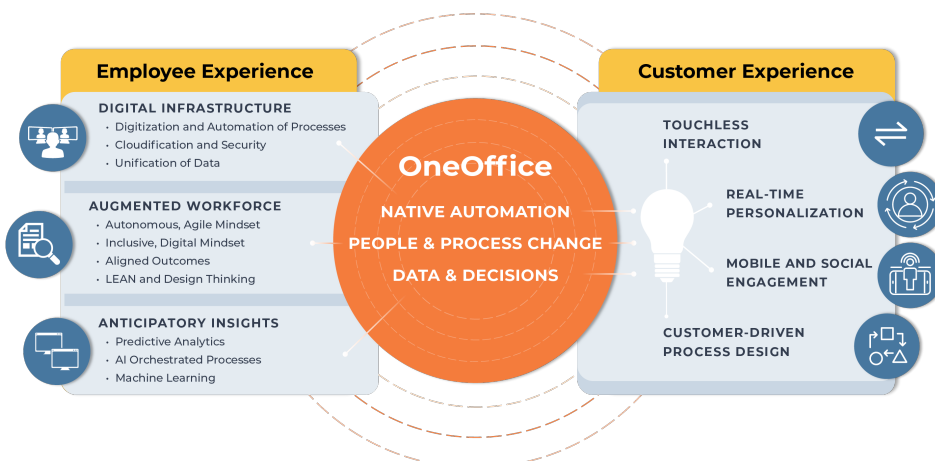 Employee Experience
DIGITAL INFRASTRUCTURE
• Digitization and Automation of Processes
• Cloudification and Security
• Unification of Data
AUGMENTED WORKFORCE
• Autonomous, Agile Mindset
• Inclusive, Digital Mindset
• Aligned Outcomes
• LEAN and Design Thinking
ANTICIPATORY INSIGHTS
• Predictive Analytics
• AI Orchestrated Processes
• Machine Learning
OneOffice
NATIVE AUTOMATION
PEOPLE & PROCESS CHANGE
DATA & DECISIONS
Customer Experience
TOUCHLESS
INTERACTION
REAL-TIME
PERSONALIZATION
MOBILE AND SOCIAL
ENGAGEMENT
CUSTOMER-DRIVEN
PROCESS DESIGN